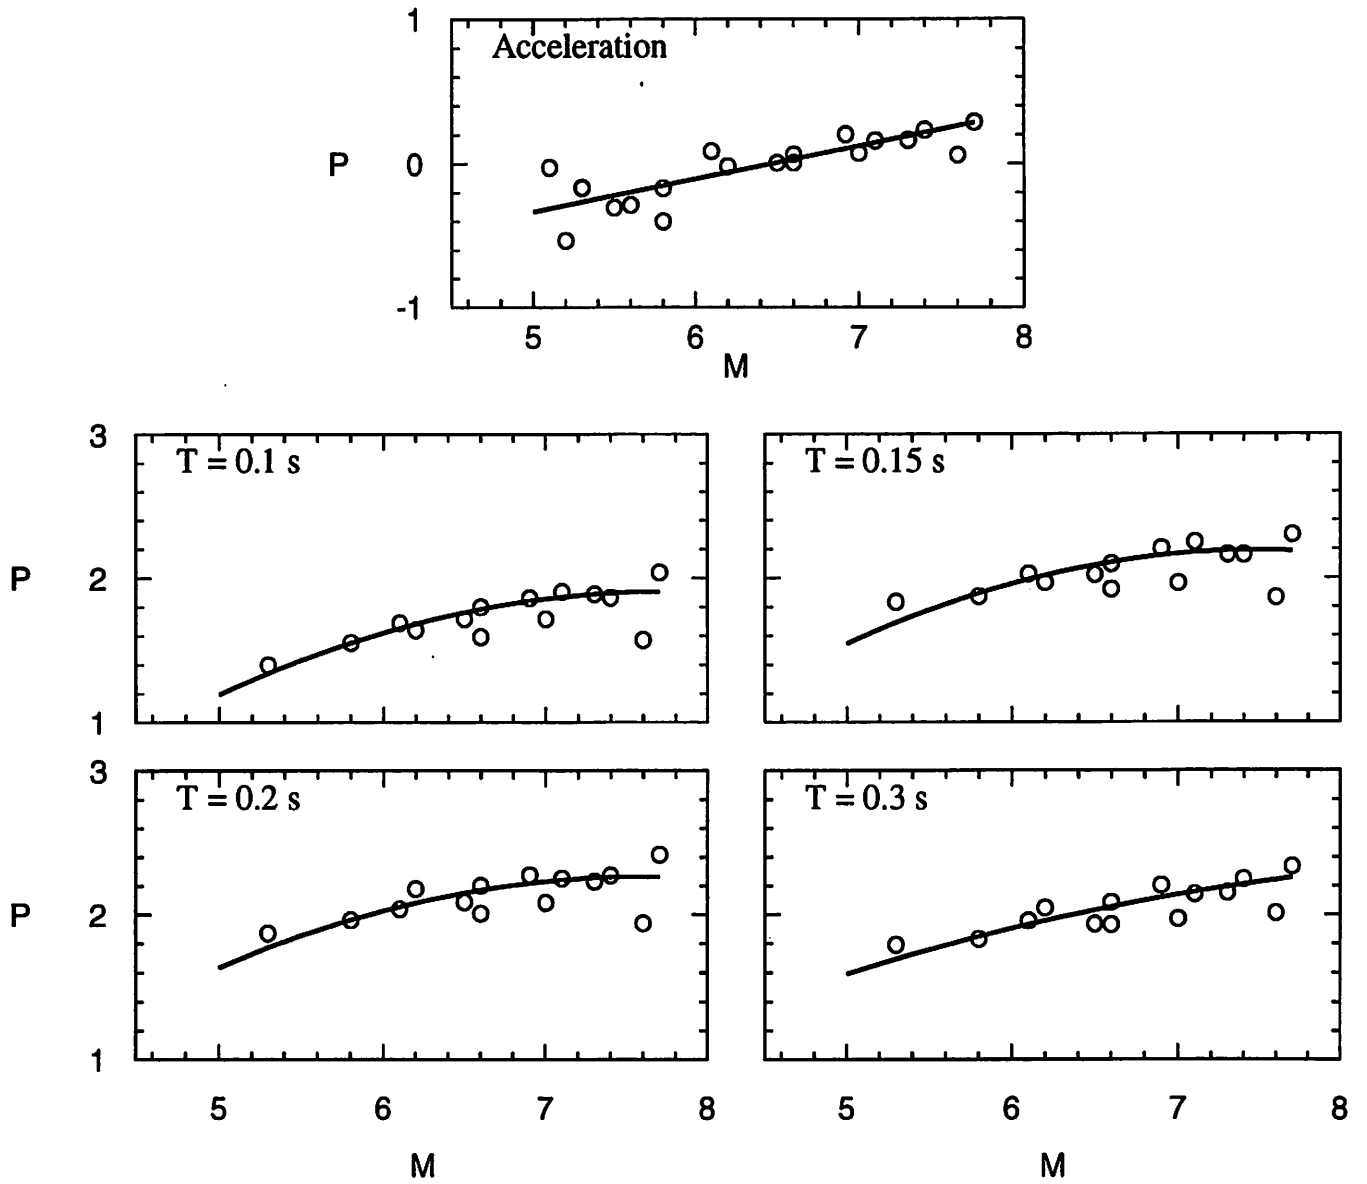 1
Acceleration
P 0
-1
5 6 7 8
M
3
T = 0.1 s T = 0.15 s
P 2
1
3
T = 0.2 s T = 0.3 s
P 2
1
5 6 7 8 5 6 7 8
M M